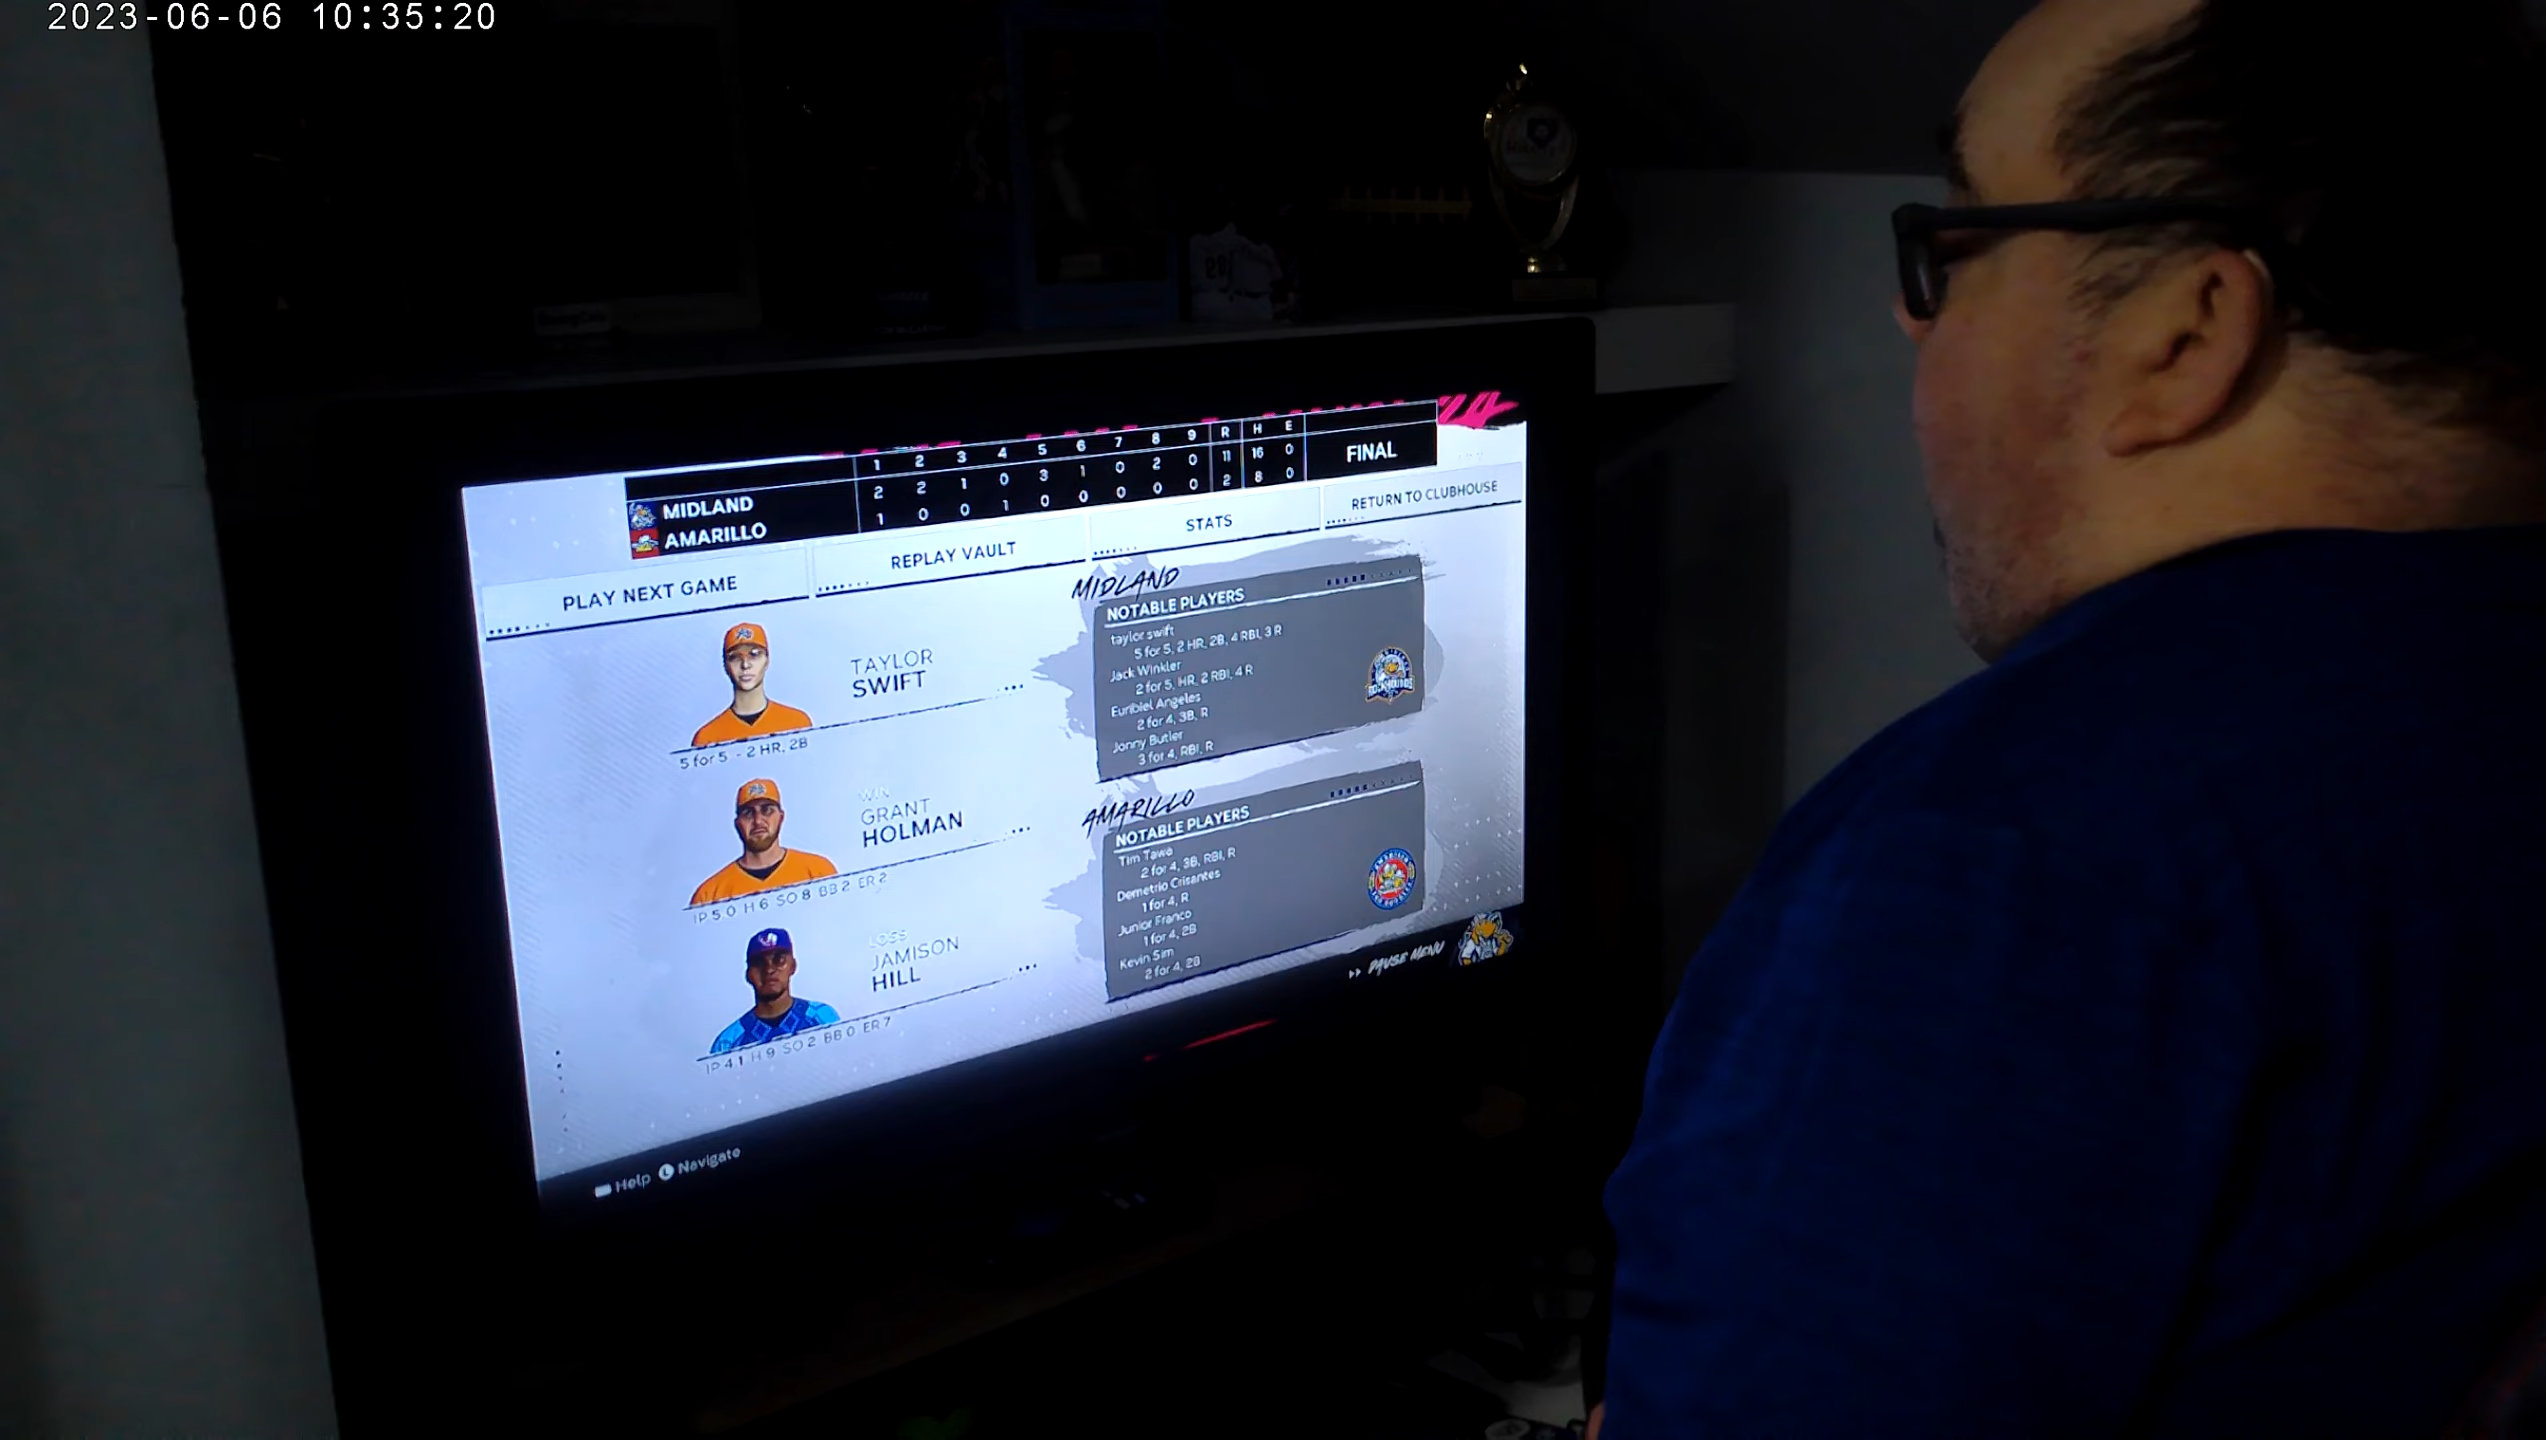 2023-06-06 10:35:20
1 2 3 4 5 6 7 8 9 R H E
MIDLAND 2 2 1 0 3 1 0 2 0 11 16 0
AMARILLO 1 0 0 1 0 0 0 0 0 2 8 0
FINAL
PLAY NEXT GAME
REPLAY VAULT
STATS
RETURN TO CLUBHOUSE
TAYLOR
SWIFT
5 for 5 - 2 HR, 2B
WIN
GRANT
HOLMAN
IP 5.0 H 6 SO 8 BB 2 ER 2
LOSS
JAMISON
HILL
IP 4.1 H 9 SO 2 BB 0 ER 7
MIDLAND
NOTABLE PLAYERS
taylor swift
5 for 5, 2 HR, 2B, 4 RBI, 3 R
Jack Winkler
2 for 5, HR, 2 RBI, 4 R
Euribiel Angeles
2 for 4, 3B, R
Jonny Butler
3 for 4, RBI, R
ROCKHOUNDS
AMARILLO
NOTABLE PLAYERS
Tim Tawa
2 for 4, 3B, RBI, R
Demetrio Crisantes
1 for 4, R
Junior Franco
1 for 4, 2B
Kevin Sim
2 for 4, 2B
PAUSE MENU
Help L Navigate